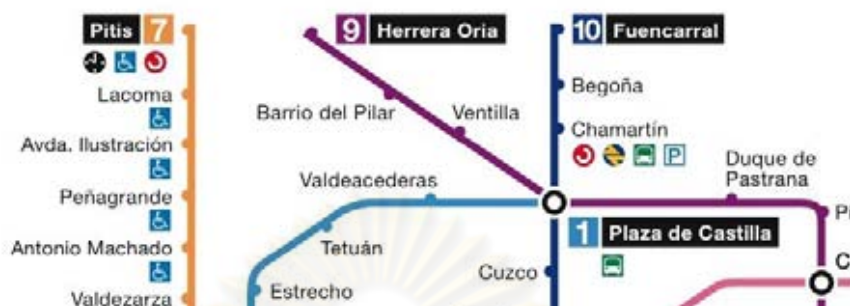 Pitis 7
Lacoma
Avda. Ilustración
Peñagrande
Antonio Machado
Valdezarza
9 Herrera Oria
Barrio del Pilar
Ventilla
Valdeacederas
Tetuán
Estrecho
10 Fuencarral
Begoña
Chamartín
P
Duque de
Pastrana
1 Plaza de Castilla
Cuzco